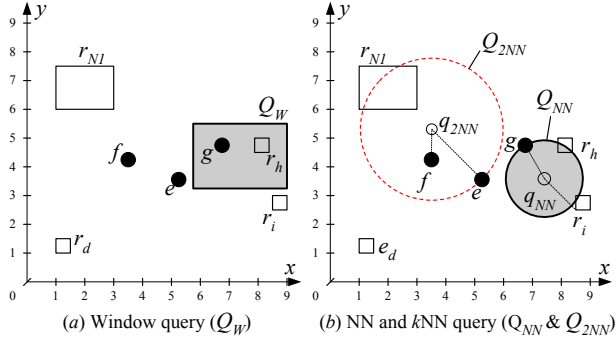 y
y
r_N1
r_N1
Q_2NN
Q_W
Q_NN
q_2NN
g
g
r_h
r_h
f
f
e
e
q_NN
r_i
r_i
r_d
e_d
x
x
9
8
7
6
5
4
3
2
1
0
1 2 3 4 5 6 7 8 9
9
8
7
6
5
4
3
2
1
0
1 2 3 4 5 6 7 8 9
(a) Window query (Q_W)
(b) NN and kNN query (Q_NN & Q_2NN)